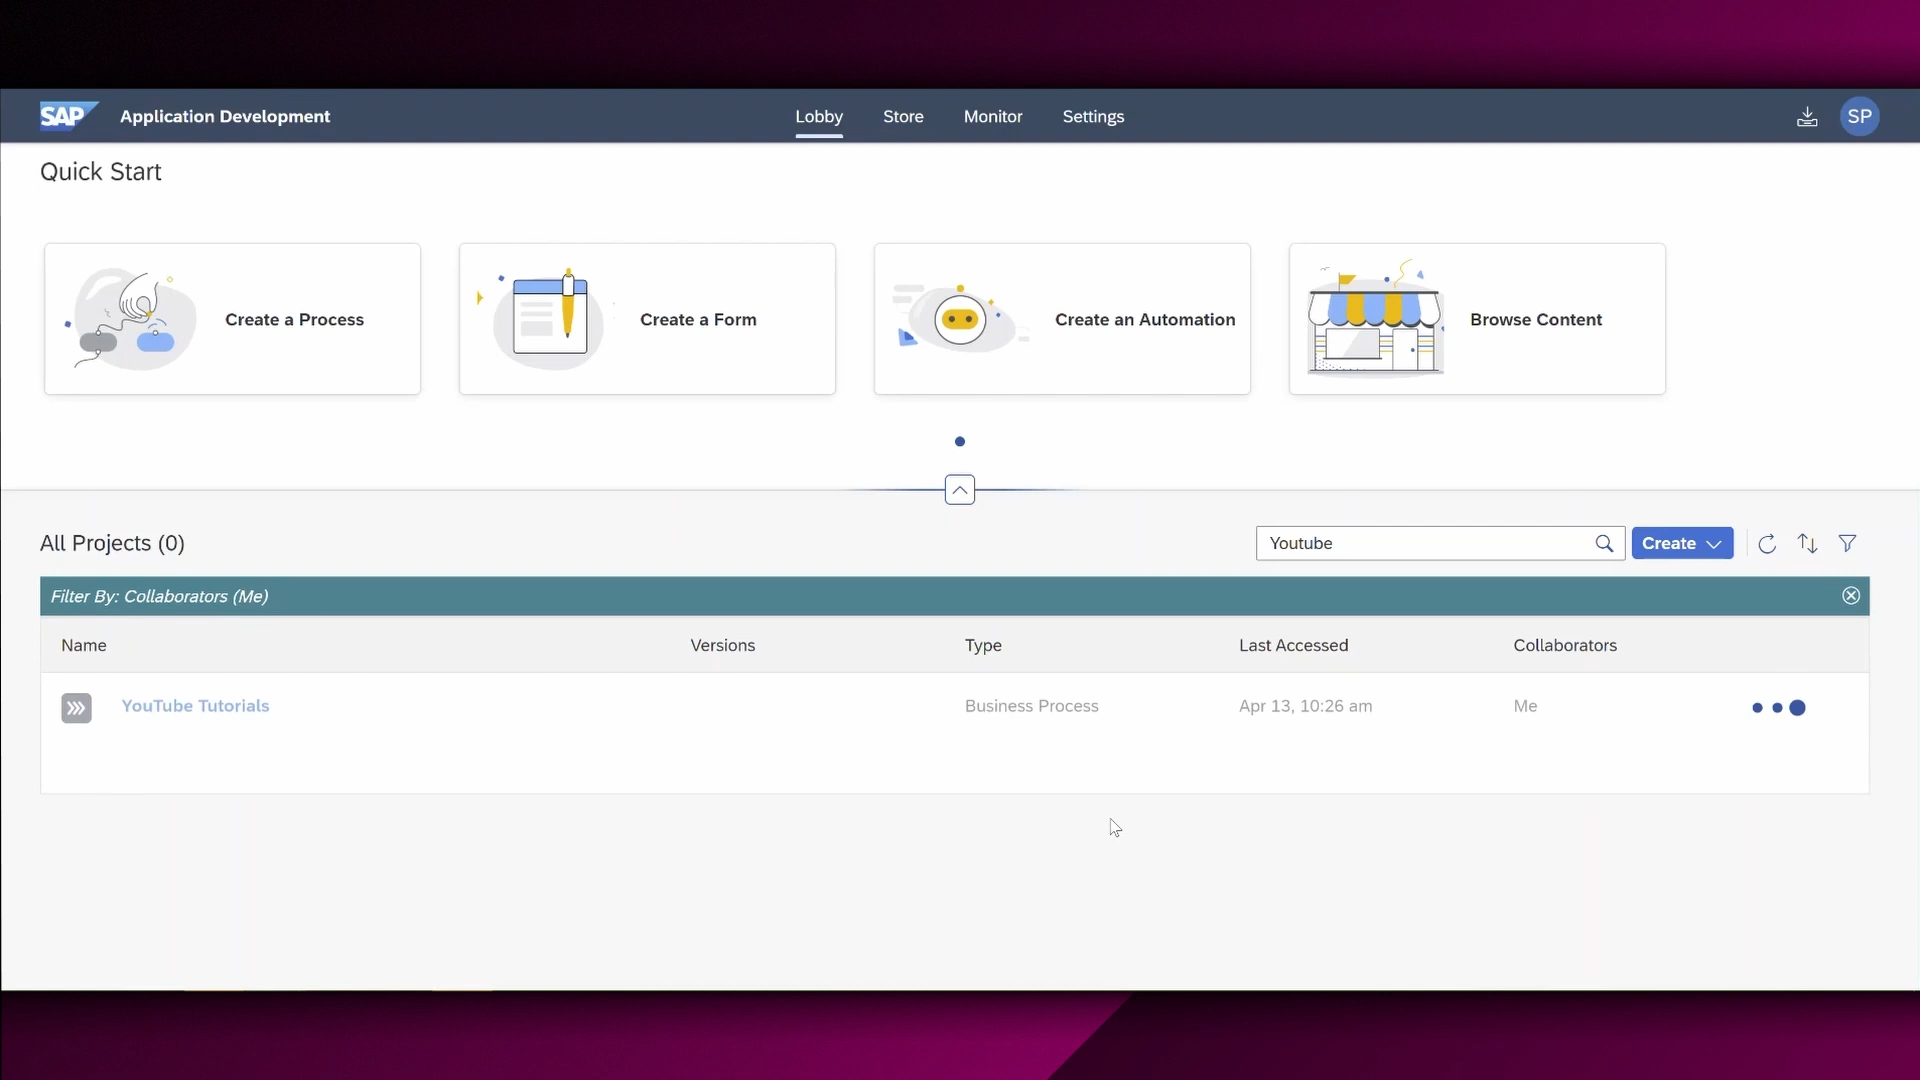 SAP Application Development Lobby Store Monitor Settings SP
Quick Start
Create a Process
Create a Form
Create an Automation
Browse Content
All Projects (0)
Youtube
Create
Filter By: Collaborators (Me)
Name Versions Type Last Accessed Collaborators
YouTube Tutorials Business Process Apr 13, 10:26 am Me